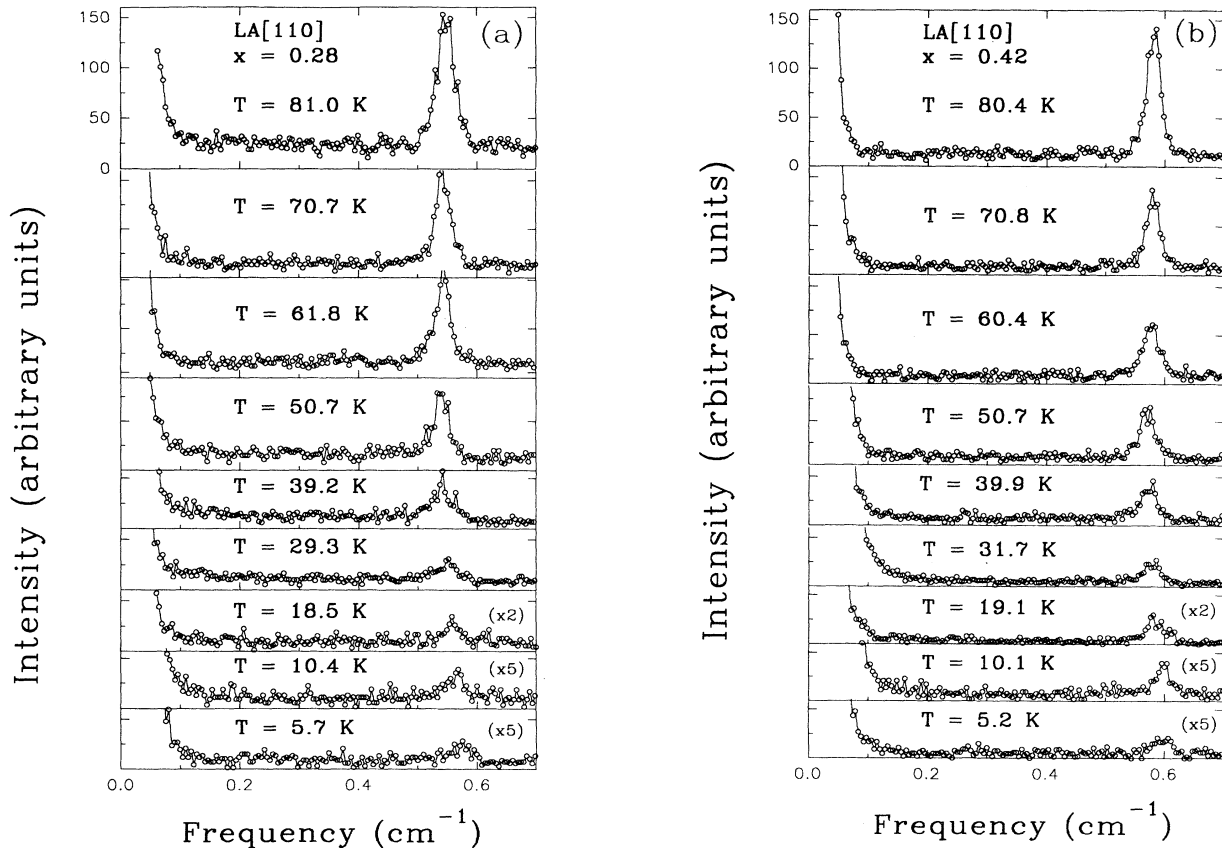 Intensity (arbitrary units)
(a)
LA[110]
x = 0.28
T = 81.0 K
150
100
50
0
T = 70.7 K
T = 61.8 K
T = 50.7 K
T = 39.2 K
T = 29.3 K
T = 18.5 K
(x2)
T = 10.4 K
(x5)
T = 5.7 K
(x5)
0.0
0.2
0.4
0.6
Frequency (cm⁻¹)
Intensity (arbitrary units)
(b)
LA[110]
x = 0.42
T = 80.4 K
150
100
50
0
T = 70.8 K
T = 60.4 K
T = 50.7 K
T = 39.9 K
T = 31.7 K
T = 19.1 K
(x2)
T = 10.1 K
(x5)
T = 5.2 K
(x5)
0.0
0.2
0.4
0.6
Frequency (cm⁻¹)